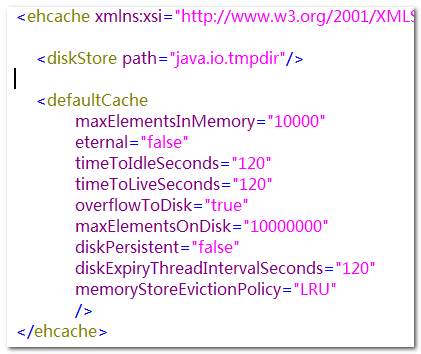 <ehcache xmlns:xsi="http://www.w3.org/2001/XMLS
<diskStore path="java.io.tmpdir"/>
<defaultCache
maxElementsInMemory="10000"
eternal="false"
timeToIdleSeconds="120"
timeToLiveSeconds="120"
overflowToDisk="true"
maxElementsOnDisk="10000000"
diskPersistent="false"
diskExpiryThreadIntervalSeconds="120"
memoryStoreEvictionPolicy="LRU"
/>
</ehcache>